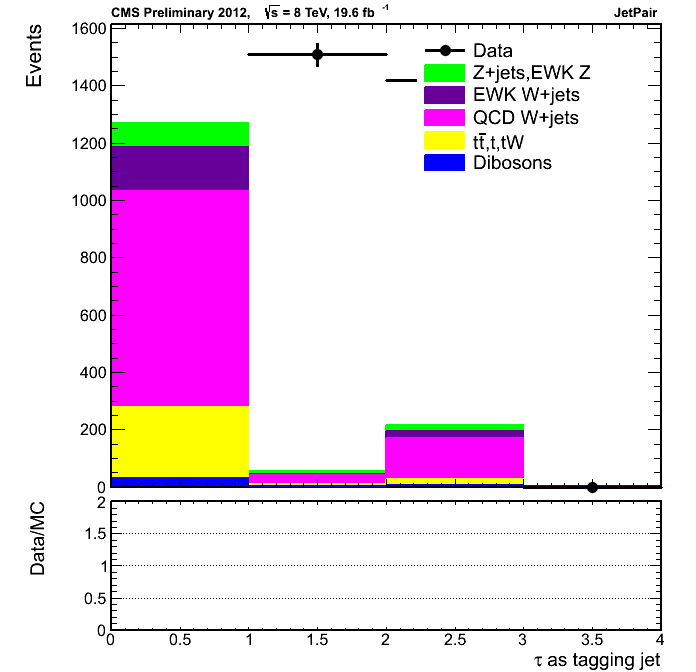 CMS Preliminary 2012, √s = 8 TeV, 19.6 fb⁻¹ JetPair
Events
1600
1400
1200
1000
800
600
400
200
0
Data
Z+jets,EWK Z
EWK W+jets
QCD W+jets
tt̅,t,tW
Dibosons
Data/MC
2
1.5
1
0.5
0
0 0.5 1 1.5 2 2.5 3 3.5 4
τ as tagging jet